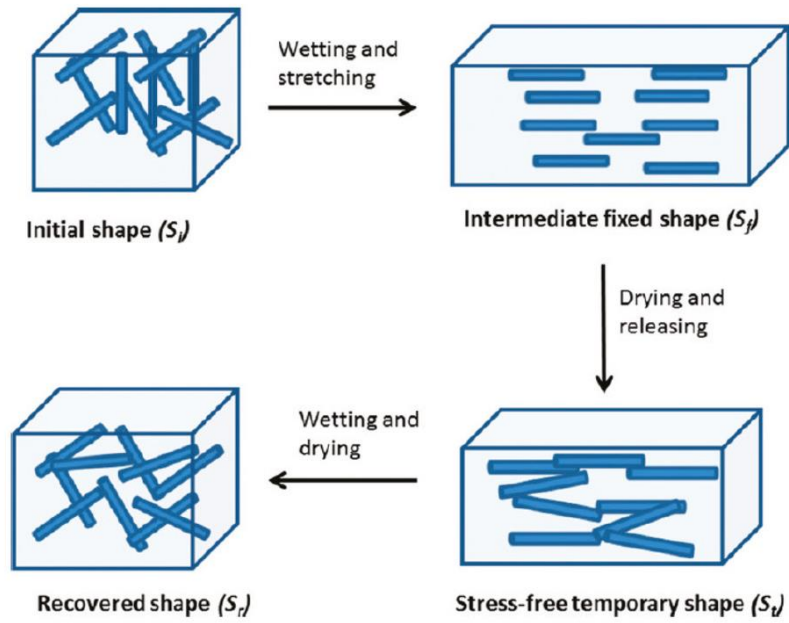 Wetting and
stretching
Initial shape (Si)
Intermediate fixed shape (Sf)
Drying and
releasing
Wetting and
drying
Recovered shape (Sr)
Stress-free temporary shape (St)